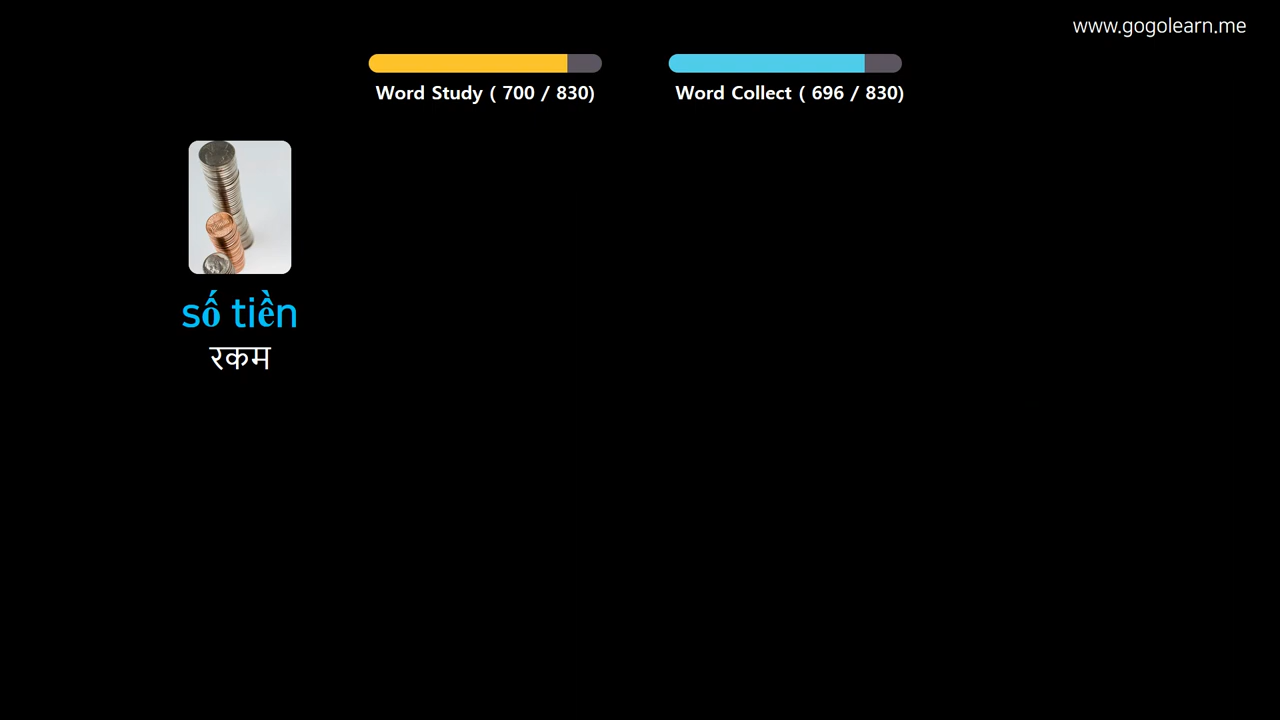 www.gogolearn.me
Word Study ( 700 / 830)
Word Collect ( 696 / 830)
số tiền
रकम